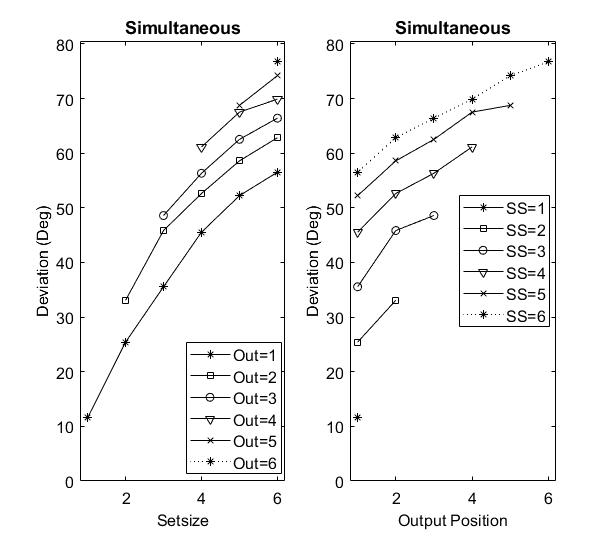 Simultaneous
Deviation (Deg)
80
70
60
50
40
30
20
10
0
2
4
6
Setsize
Out=1
Out=2
Out=3
Out=4
Out=5
Out=6
Simultaneous
Deviation (Deg)
80
70
60
50
40
30
20
10
0
2
4
6
Output Position
SS=1
SS=2
SS=3
SS=4
SS=5
SS=6